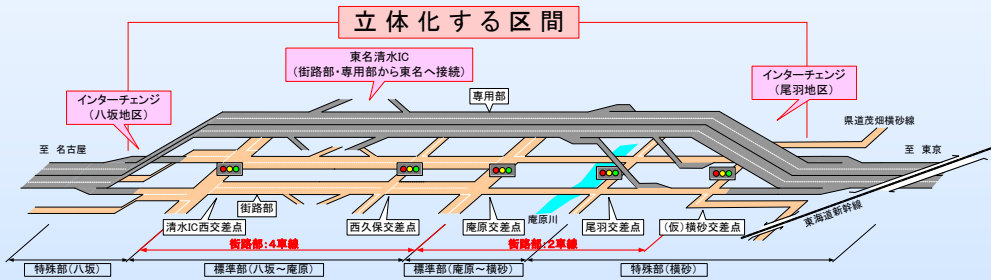 立体化する区間
東名清水IC
(街路部・専用部から東名へ接続)
インターチェンジ
(八坂地区)
専用部
インターチェンジ
(尾羽地区)
県道茂畑横砂線
至 名古屋
至 東京
街路部
庵原川
東海道新幹線
清水IC西交差点
西久保交差点
庵原交差点
尾羽交差点
(仮)横砂交差点
街路部:4車線
街路部:2車線
特殊部(八坂)
標準部(八坂~庵原)
標準部(庵原~横砂)
特殊部(横砂)